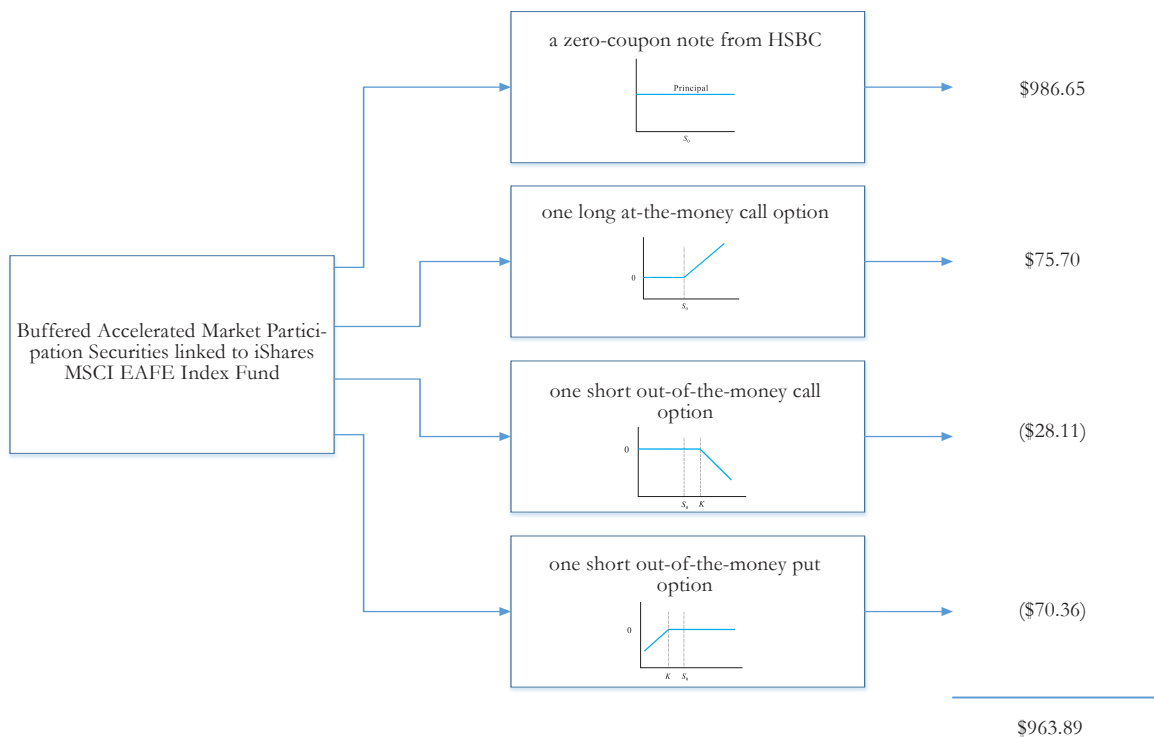 a zero-coupon note from HSBC
Principal
S0
$986.65
one long at-the-money call option
0
S0
$75.70
Buffered Accelerated Market Partici-
pation Securities linked to iShares
MSCI EAFE Index Fund
one short out-of-the-money call
option
0
S0 K
($28.11)
one short out-of-the-money put
option
0
K S0
($70.36)
$963.89